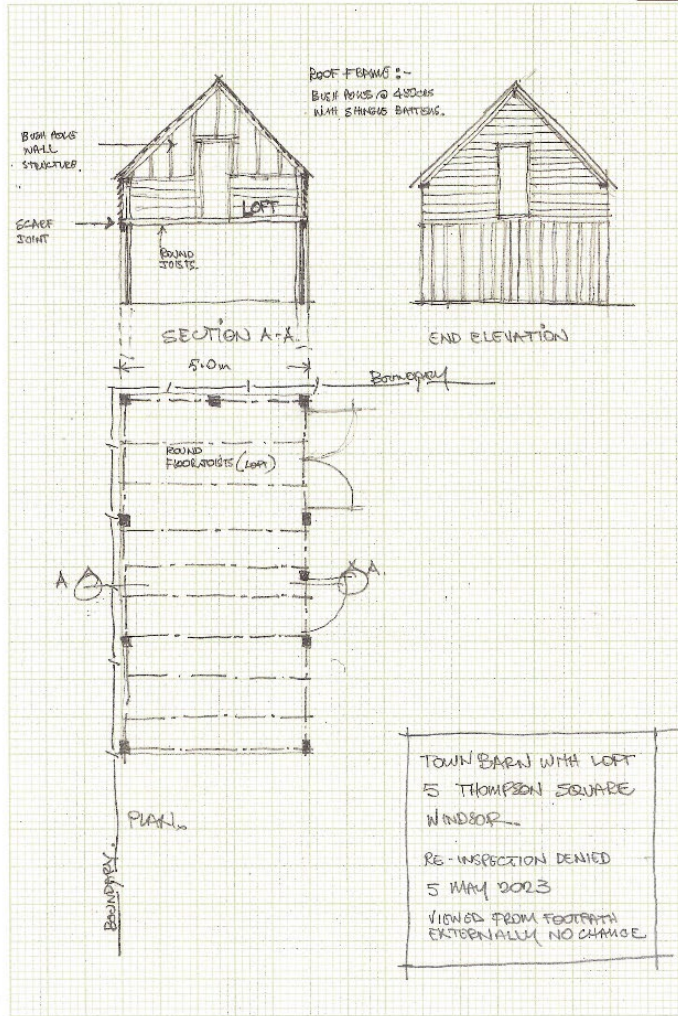 ROOF FRAME :-
BUSH POLES @ 450CRS
WITH SHINGLE BATTENS.
BUSH POLES
WALL
STRUCTURE.
LOFT
SCARF
JOINT
ROUND
JOISTS.
SECTION A-A.
END ELEVATION
5.0m
BOUNDARY
ROUND
FLOOR JOISTS (LOFT)
A
A.
PLAN.
BOUNDARY.
TOWN BARN WITH LOFT
5 THOMPSON SQUARE
WINDSOR.
RE-INSPECTION DENIED
5 MAY 2023
VIEWED FROM FOOTPATH
EXTERNALLY NO CHANGE